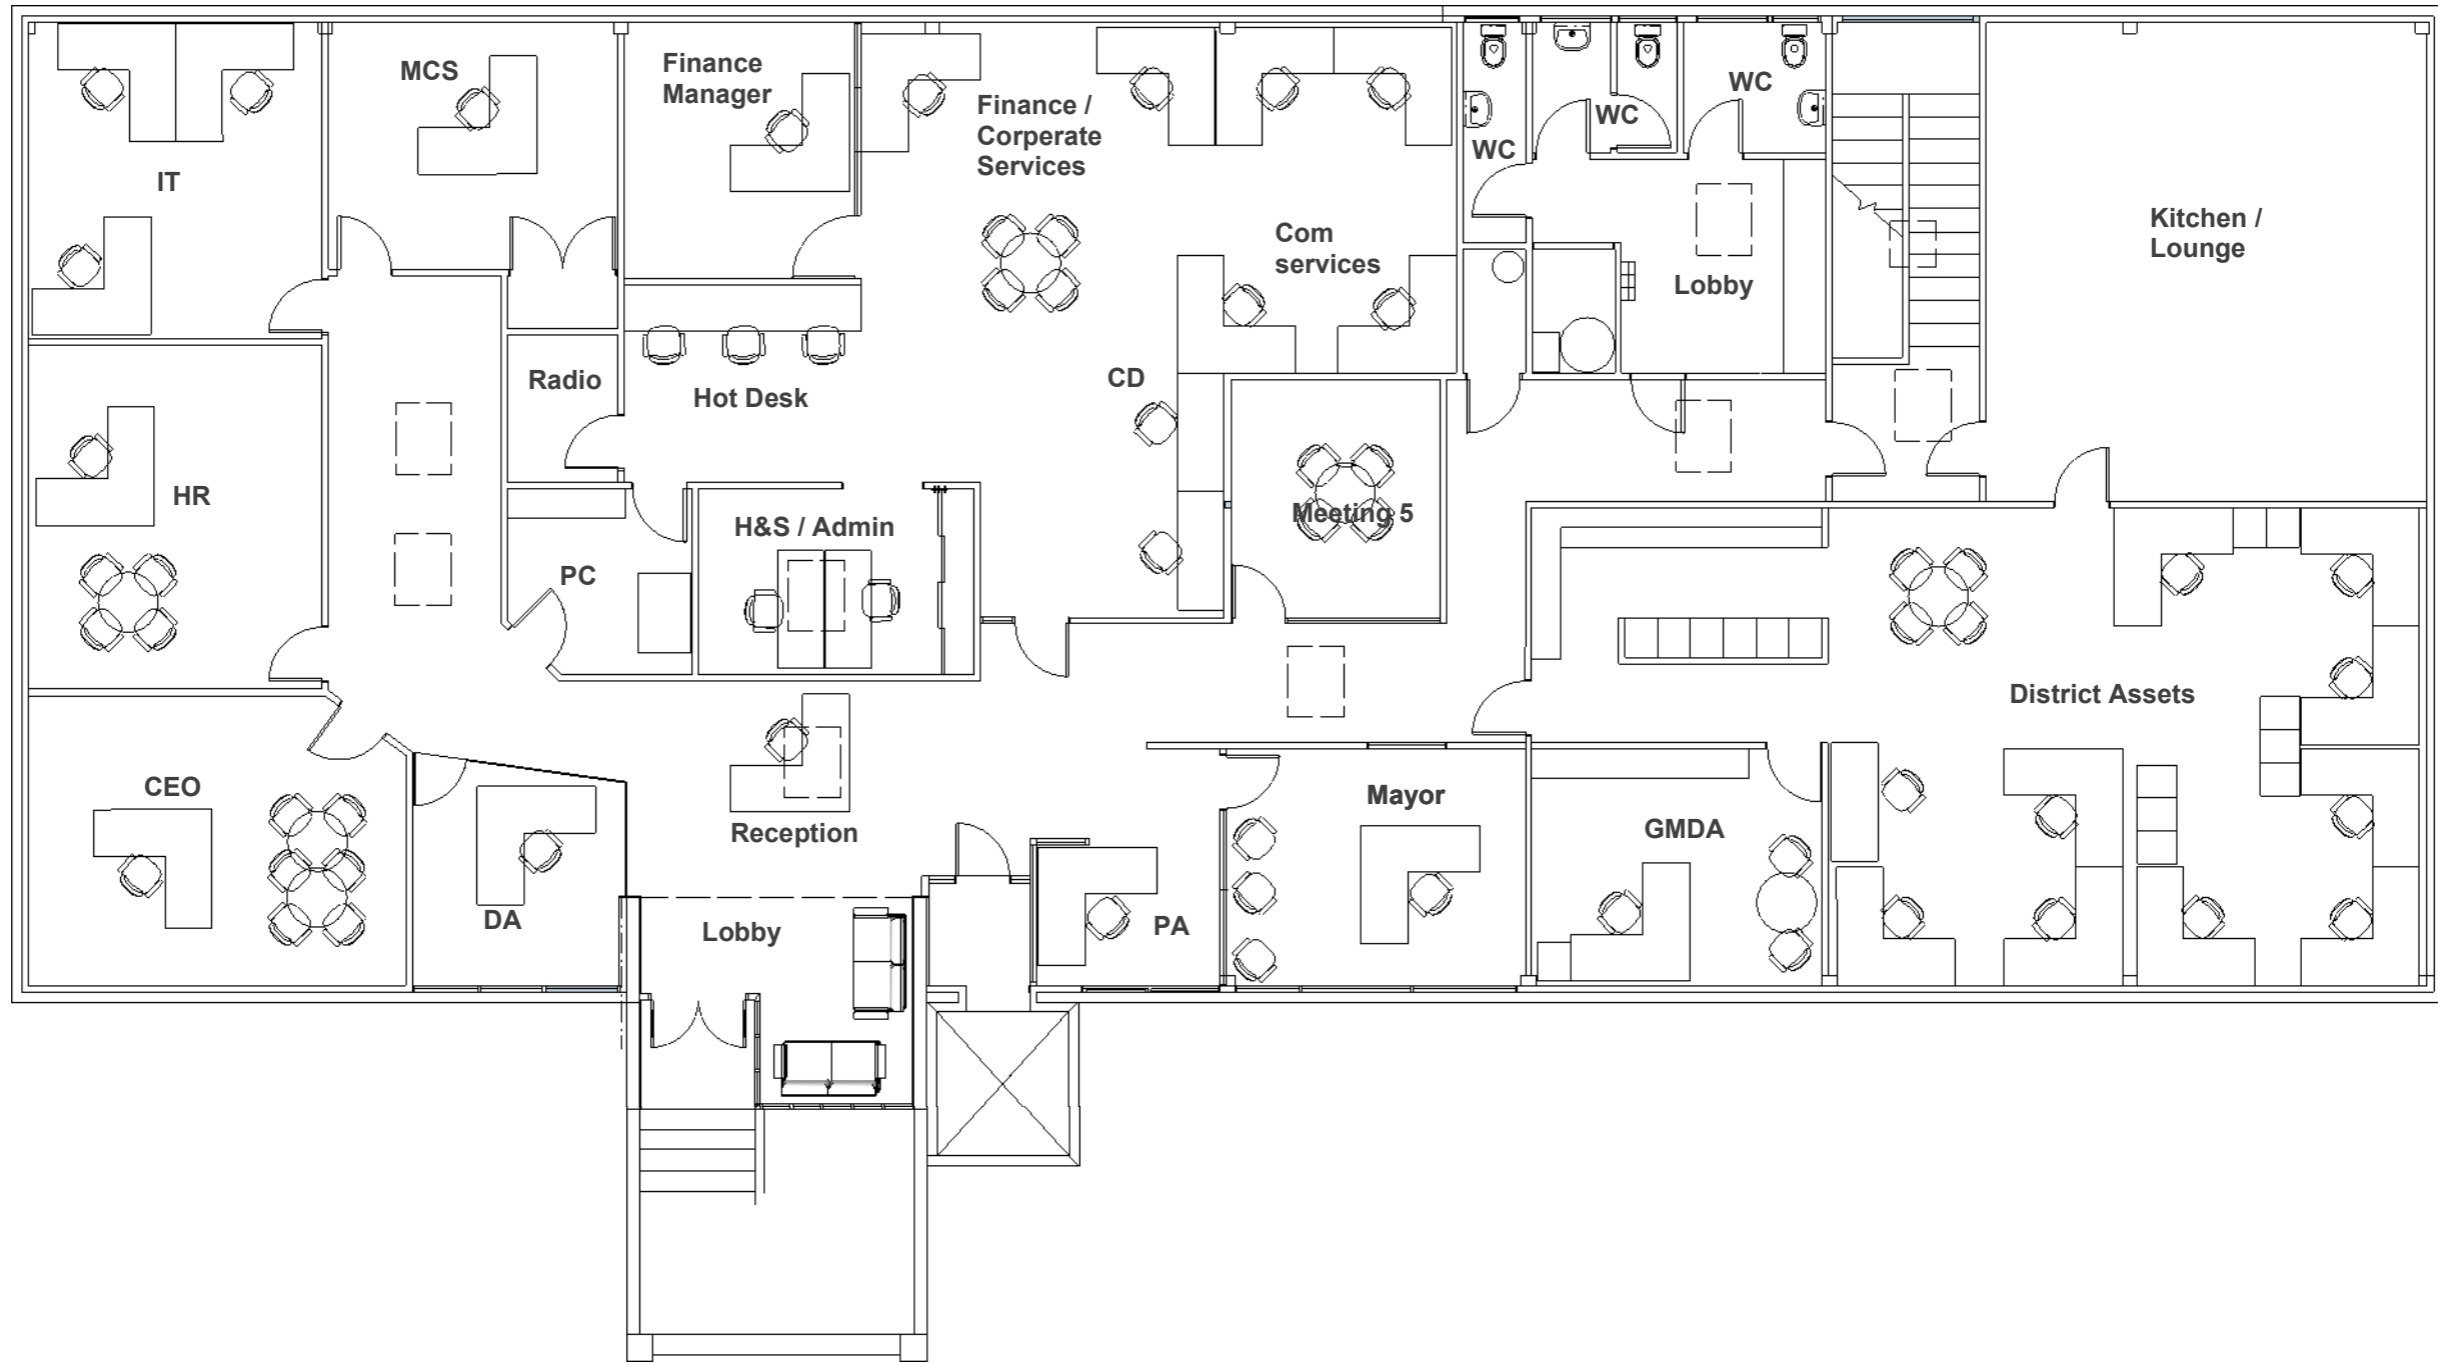 MCS
Finance
Manager
Finance /
Corperate
Services
WC
WC
WC
IT
Com
services
Lobby
Kitchen /
Lounge
Radio
Hot Desk
CD
HR
H&S / Admin
Meeting 5
PC
District Assets
CEO
Reception
Mayor
GMDA
DA
Lobby
PA